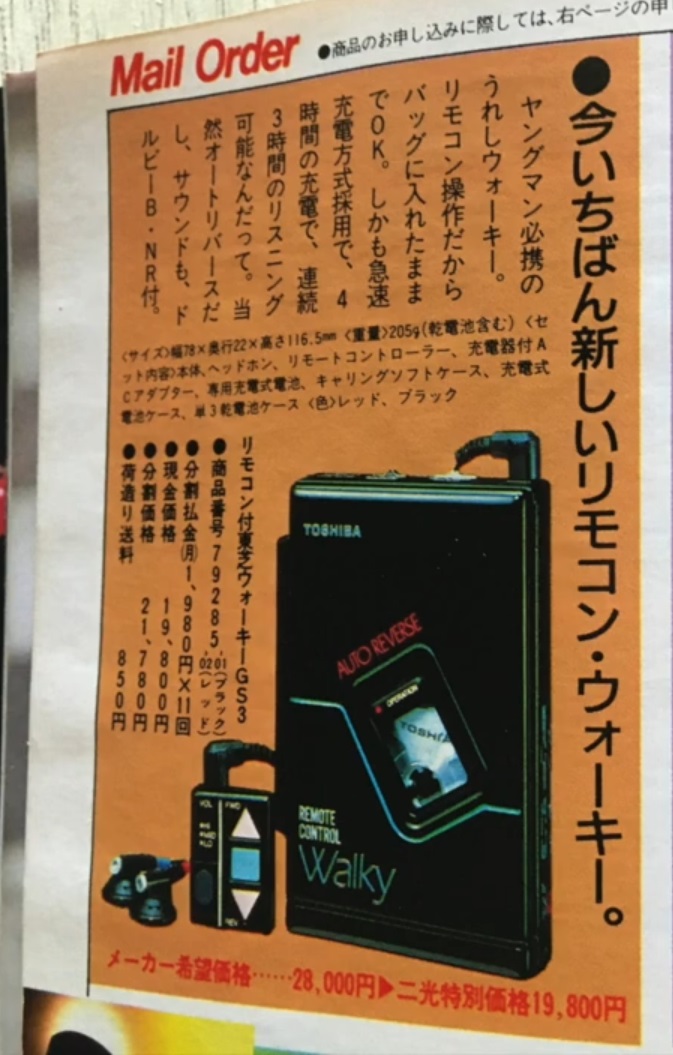 Mail Order
●商品のお申し込みに際しては、右ページの申
●今いちばん新しいリモコン・ウォーキー。
ヤングマン必携の
うれしウォーキー。
リモコン操作だから
バッグに入れたまま
でOK。しかも急速
充電方式採用で、4
時間の充電で、連続
3時間のリスニング
可能なんだって。当
然オートリバースだ
し、サウンドも、ド
ルビーB・NR付。
〈サイズ〉幅78×奥行22×高さ116.5mm〈重量〉205g(乾電池含む)〈セ
ット内容〉本体、ヘッドホン、リモートコントローラー、充電器付A
Cアダプター、専用充電式電池、キャリングソフトケース、充電式
電池ケース、単3乾電池ケース〈色〉レッド、ブラック
リモコン付東芝ウォーキーGS3
●商品番号79285-01(ブラック)
-02(レッド)
●分割払金(月)1,980円×11回
●現金価格 19,800円
●分割価格 21,780円
●荷造り送料 850円
TOSHIBA
AUTO REVERSE
OPERATION
TOSHIBA
REMOTE
CONTROL
Walky
VOL FWD
REV
メーカー希望価格……28,000円▶二光特別価格19,800円